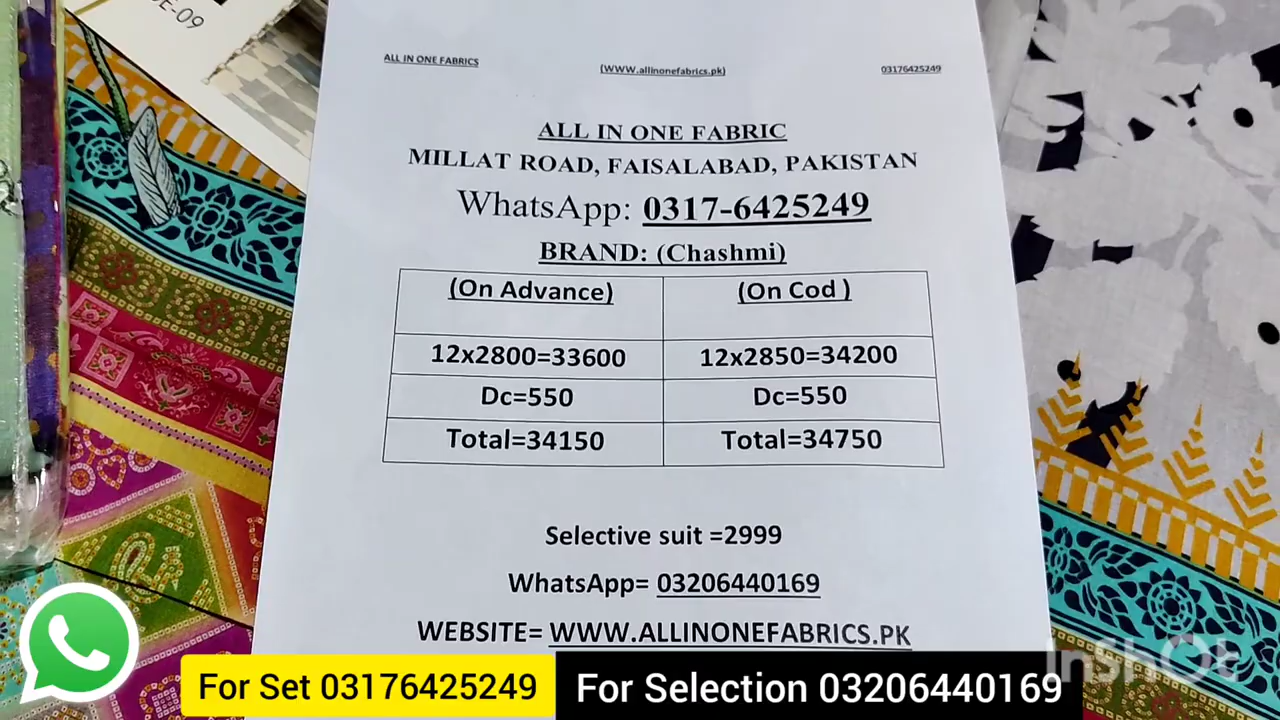 E-09
ALL IN ONE FABRICS (WWW.allinonefabrics.pk) 03176425249
ALL IN ONE FABRIC
MILLAT ROAD, FAISALABAD, PAKISTAN
WhatsApp: 0317-6425249
BRAND: (Chashmi)
(On Advance) (On Cod )
12x2800=33600 12x2850=34200
Dc=550 Dc=550
Total=34150 Total=34750
Selective suit =2999
WhatsApp= 03206440169
WEBSITE= WWW.ALLINONEFABRICS.PK
InShOt
For Set 03176425249 For Selection 03206440169